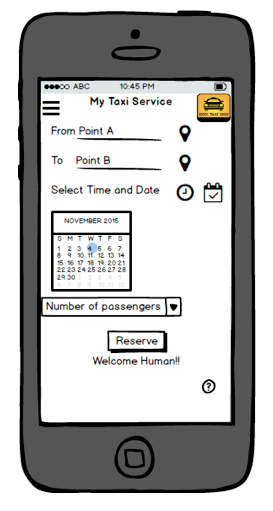 ABC 10:45 PM
My Taxi Service
TAXI
From Point A
To Point B
Select Time and Date
NOVEMBER 2015
S M T W T F S
1 2 3 4 5 6 7
8 9 10 11 12 13 14
15 16 17 18 19 20 21
22 23 24 25 26 27 28
29 30
Number of passengers
Reserve
Welcome Human!!
?